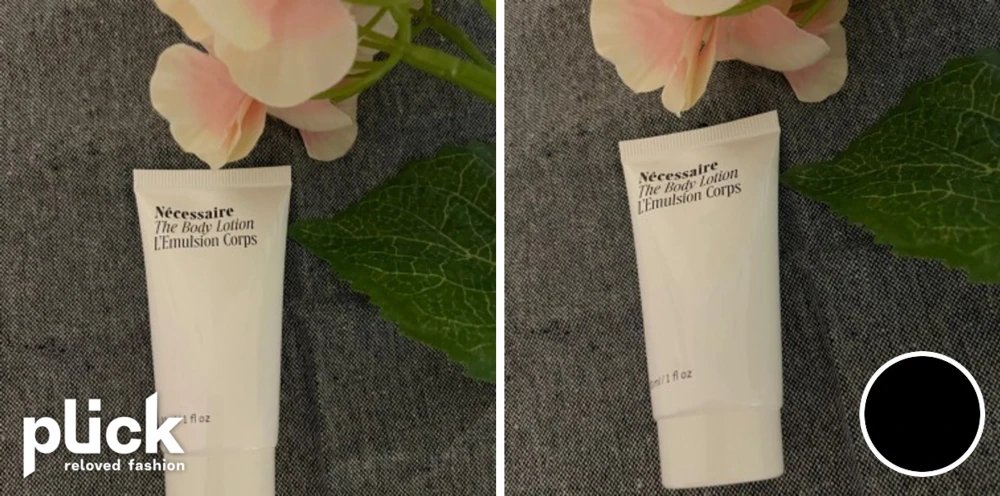 Nécessaire
The Body Lotion
L'Emulsion Corps
1 fl oz
plick
reloved fashion
Nécessaire
The Body Lotion
L'Emulsion Corps
ml / 1 fl oz